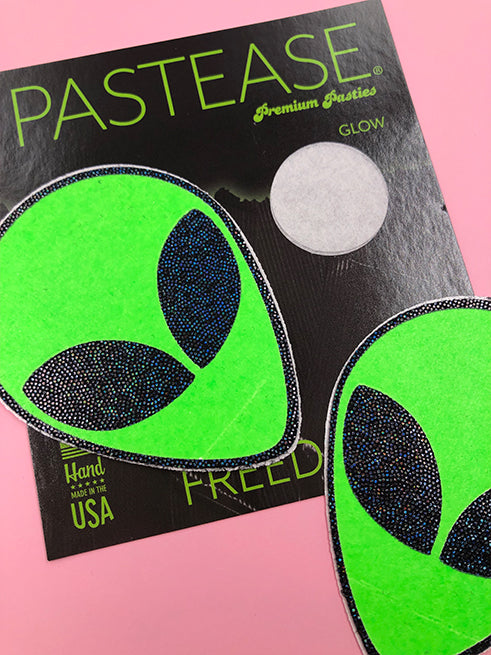 PASTEASE®
Premium Pasties
GLOW
Hand
MADE IN THE
USA